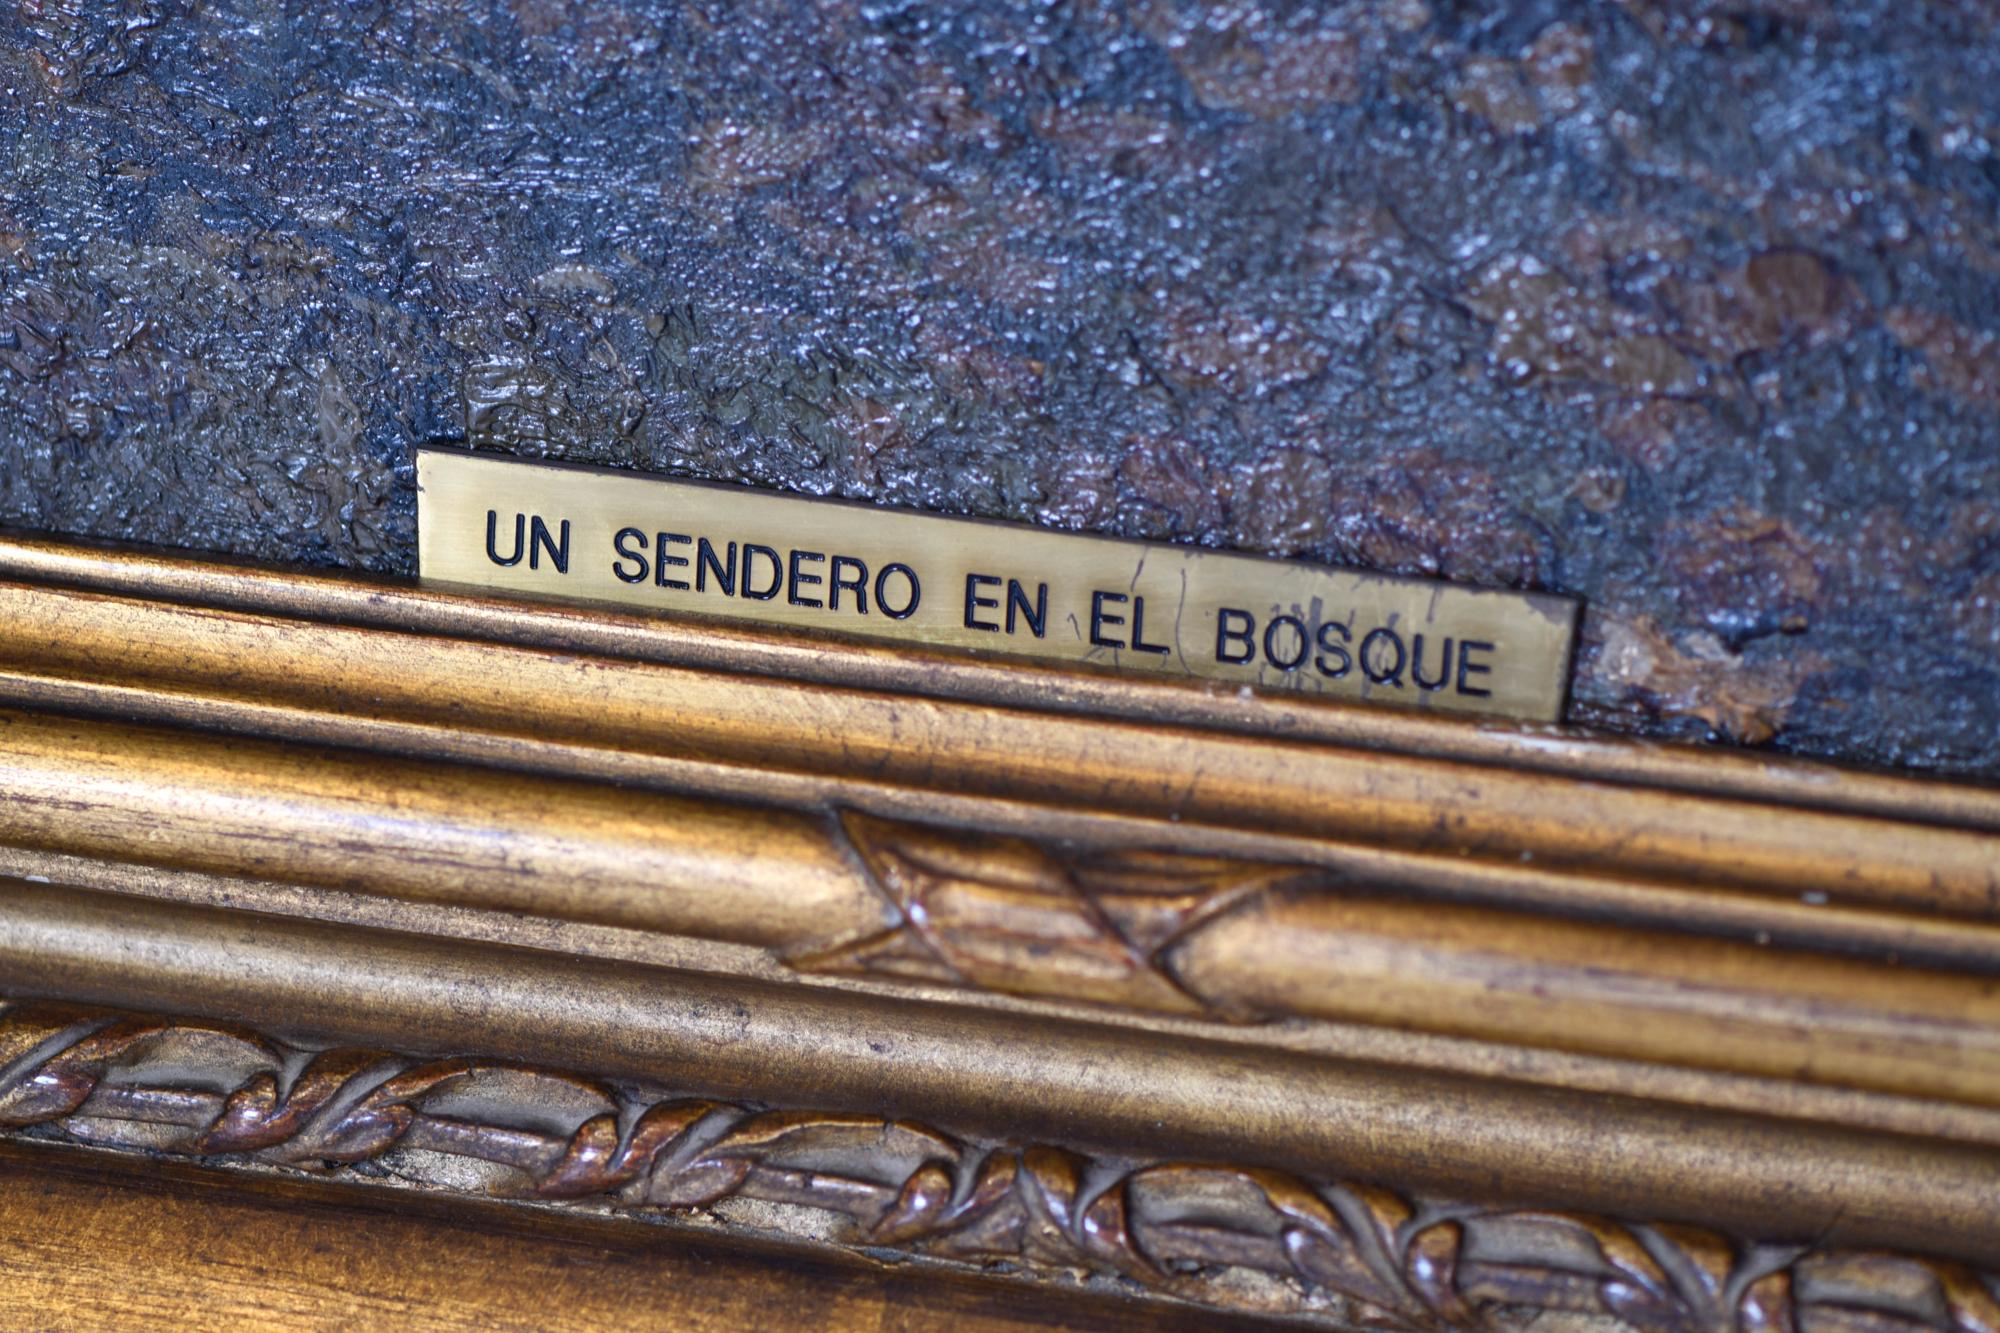 UN SENDERO EN EL BOSQUE